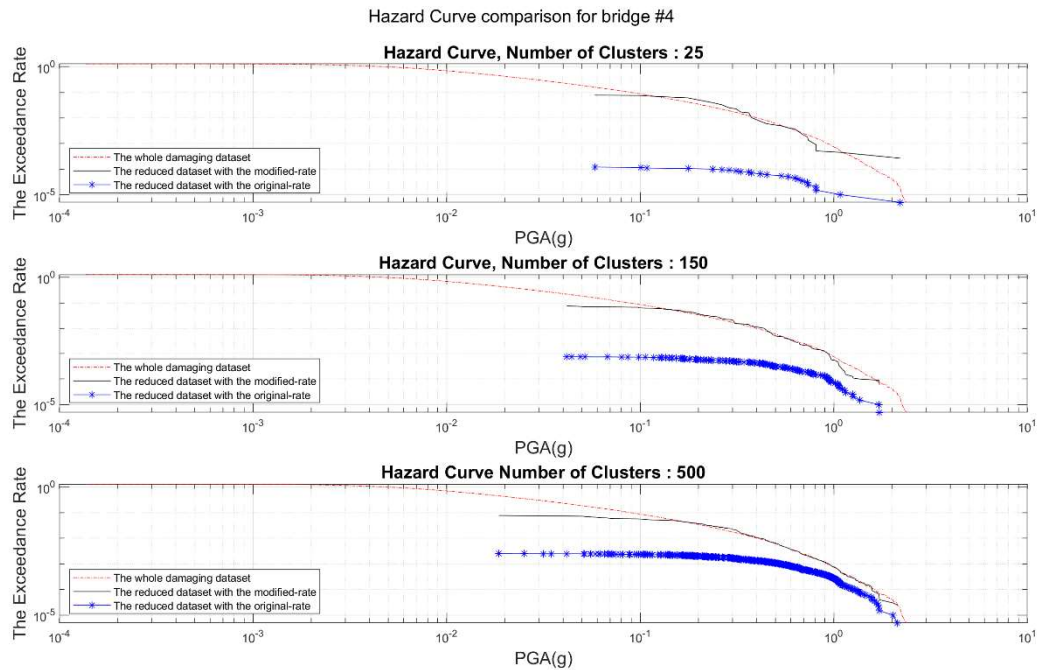 Hazard Curve comparison for bridge #4
Hazard Curve, Number of Clusters : 25
The Exceedance Rate
10^0
10^-5
The whole damaging dataset
The reduced dataset with the modified-rate
The reduced dataset with the original-rate
10^-4 10^-3 10^-2 10^-1 10^0 10^1
PGA(g)
Hazard Curve, Number of Clusters : 150
The Exceedance Rate
10^0
10^-5
The whole damaging dataset
The reduced dataset with the modified-rate
The reduced dataset with the original-rate
10^-4 10^-3 10^-2 10^-1 10^0 10^1
PGA(g)
Hazard Curve Number of Clusters : 500
The Exceedance Rate
10^0
10^-5
The whole damaging dataset
The reduced dataset with the modified-rate
The reduced dataset with the original-rate
10^-4 10^-3 10^-2 10^-1 10^0 10^1
PGA(g)